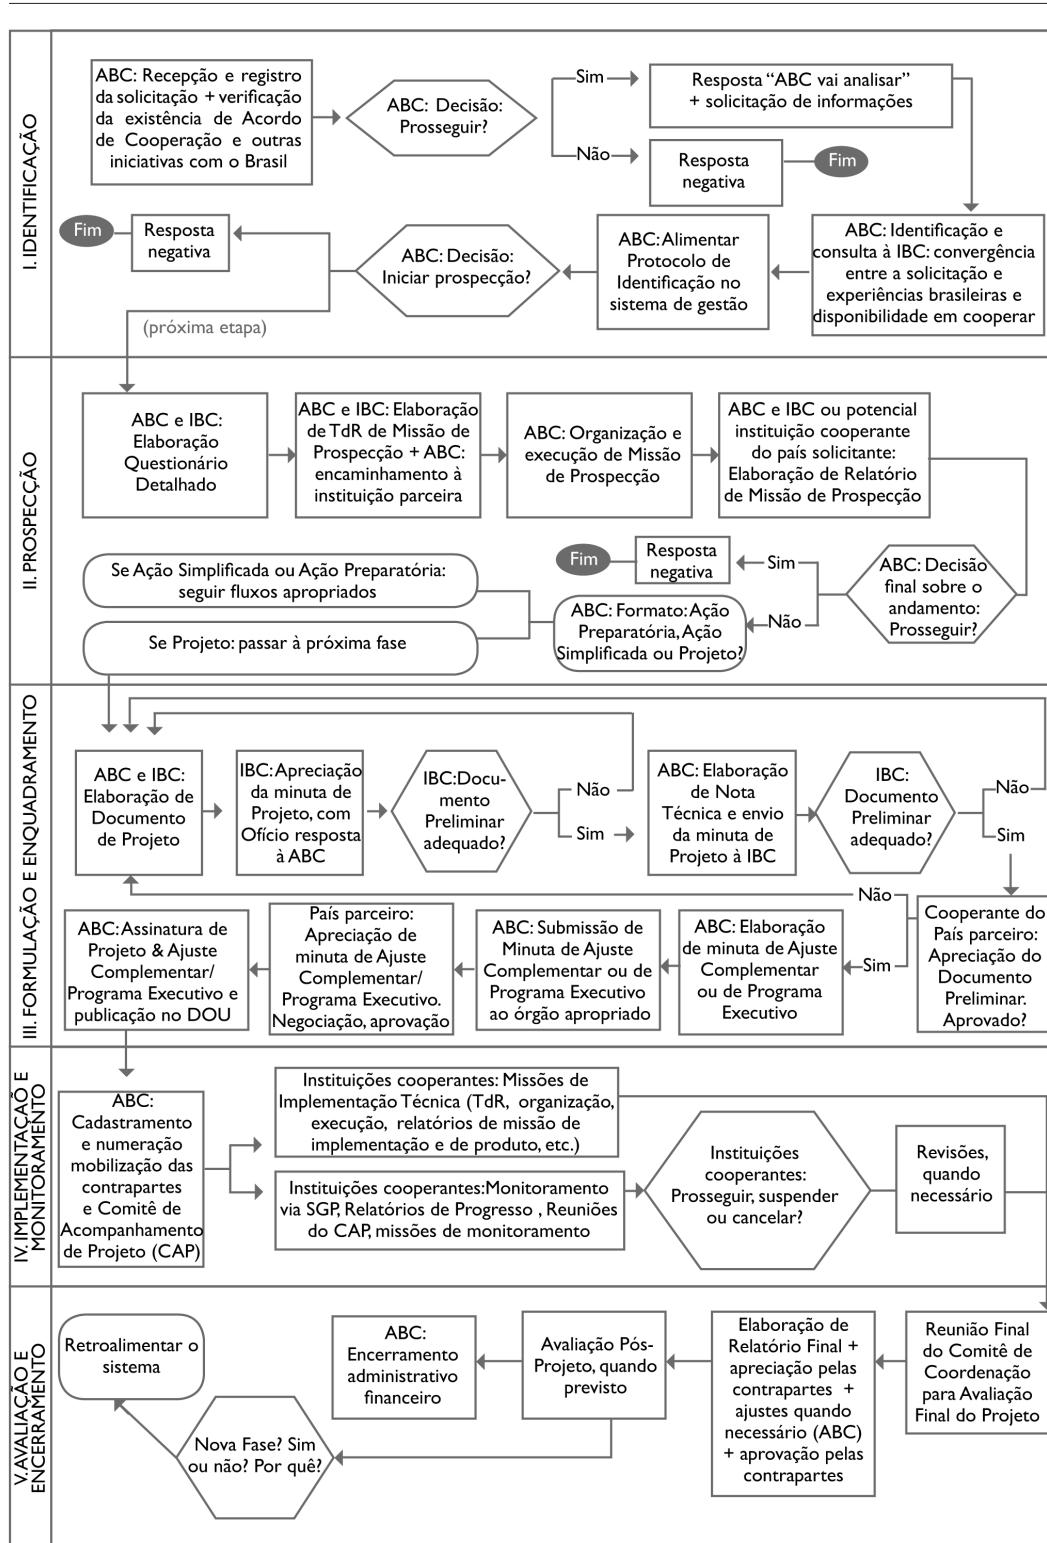 I. IDENTIFICAÇÃO
ABC: Recepção e registro
da solicitação + verificação
da existência de Acordo
de Cooperação e outras
iniciativas com o Brasil
ABC: Decisão:
Prosseguir?
Sim
Não
Resposta “ABC vai analisar”
+ solicitação de informações
Resposta
negativa
Fim
ABC: Identificação e
consulta à IBC: convergência
entre a solicitação e
experiências brasileiras e
disponibilidade em cooperar
ABC: Alimentar
Protocolo de
Identificação no
sistema de gestão
ABC: Decisão:
Iniciar prospecção?
Resposta
negativa
Fim
(próxima etapa)
II. PROSPECÇÃO
ABC e IBC:
Elaboração
Questionário
Detalhado
ABC e IBC: Elaboração
de TdR de Missão de
Prospecção + ABC:
encaminhamento à
instituição parceira
ABC: Organização e
execução de Missão
de Prospecção
ABC e IBC ou potencial
instituição cooperante
do país solicitante:
Elaboração de Relatório
de Missão de Prospecção
ABC: Decisão
final sobre o
andamento:
Prosseguir?
Sim
Não
Resposta
negativa
Fim
ABC: Formato: Ação
Preparatória, Ação
Simplificada ou Projeto?
Se Ação Simplificada ou Ação Preparatória:
seguir fluxos apropriados
Se Projeto: passar à próxima fase
III. FORMULAÇÃO E ENQUADRAMENTO
ABC e IBC:
Elaboração de
Documento
de Projeto
IBC: Apreciação
da minuta de
Projeto, com
Ofício resposta
à ABC
IBC: Docu-
mento
Preliminar
adequado?
Não
Sim
ABC: Elaboração
de Nota
Técnica e envio
da minuta de
Projeto à IBC
IBC:
Documento
Preliminar
adequado?
Não
Sim
Cooperante do
País parceiro:
Apreciação do
Documento
Preliminar.
Aprovado?
Não
Sim
ABC: Elaboração
de minuta de Ajuste
Complementar
ou de Programa
Executivo
ABC: Submissão de
Minuta de Ajuste
Complementar ou de
Programa Executivo
ao órgão apropriado
País parceiro:
Apreciação de
minuta de Ajuste
Complementar/
Programa Executivo.
Negociação, aprovação
ABC: Assinatura de
Projeto & Ajuste
Complementar/
Programa Executivo e
publicação no DOU
IV. IMPLEMENTAÇÃO E
MONITORAMENTO
ABC:
Cadastramento
e numeração
mobilização das
contrapartes
e Comitê de
Acompanhamento
de Projeto (CAP)
Instituições cooperantes: Missões de
Implementação Técnica (TdR, organização,
execução, relatórios de missão de
implementação e de produto, etc.)
Instituições cooperantes: Monitoramento
via SGP, Relatórios de Progresso , Reuniões
do CAP, missões de monitoramento
Instituições
cooperantes:
Prosseguir, suspender
ou cancelar?
Revisões,
quando
necessário
V. AVALIAÇÃO E
ENCERRAMENTO
Reunião Final
do Comitê de
Coordenação
para Avaliação
Final do Projeto
Elaboração de
Relatório Final +
apreciação pelas
contrapartes +
ajustes quando
necessário (ABC)
+ aprovação pelas
contrapartes
Avaliação Pós-
Projeto, quando
previsto
ABC:
Encerramento
administrativo
financeiro
Nova Fase? Sim
ou não? Por quê?
Retroalimentar o
sistema